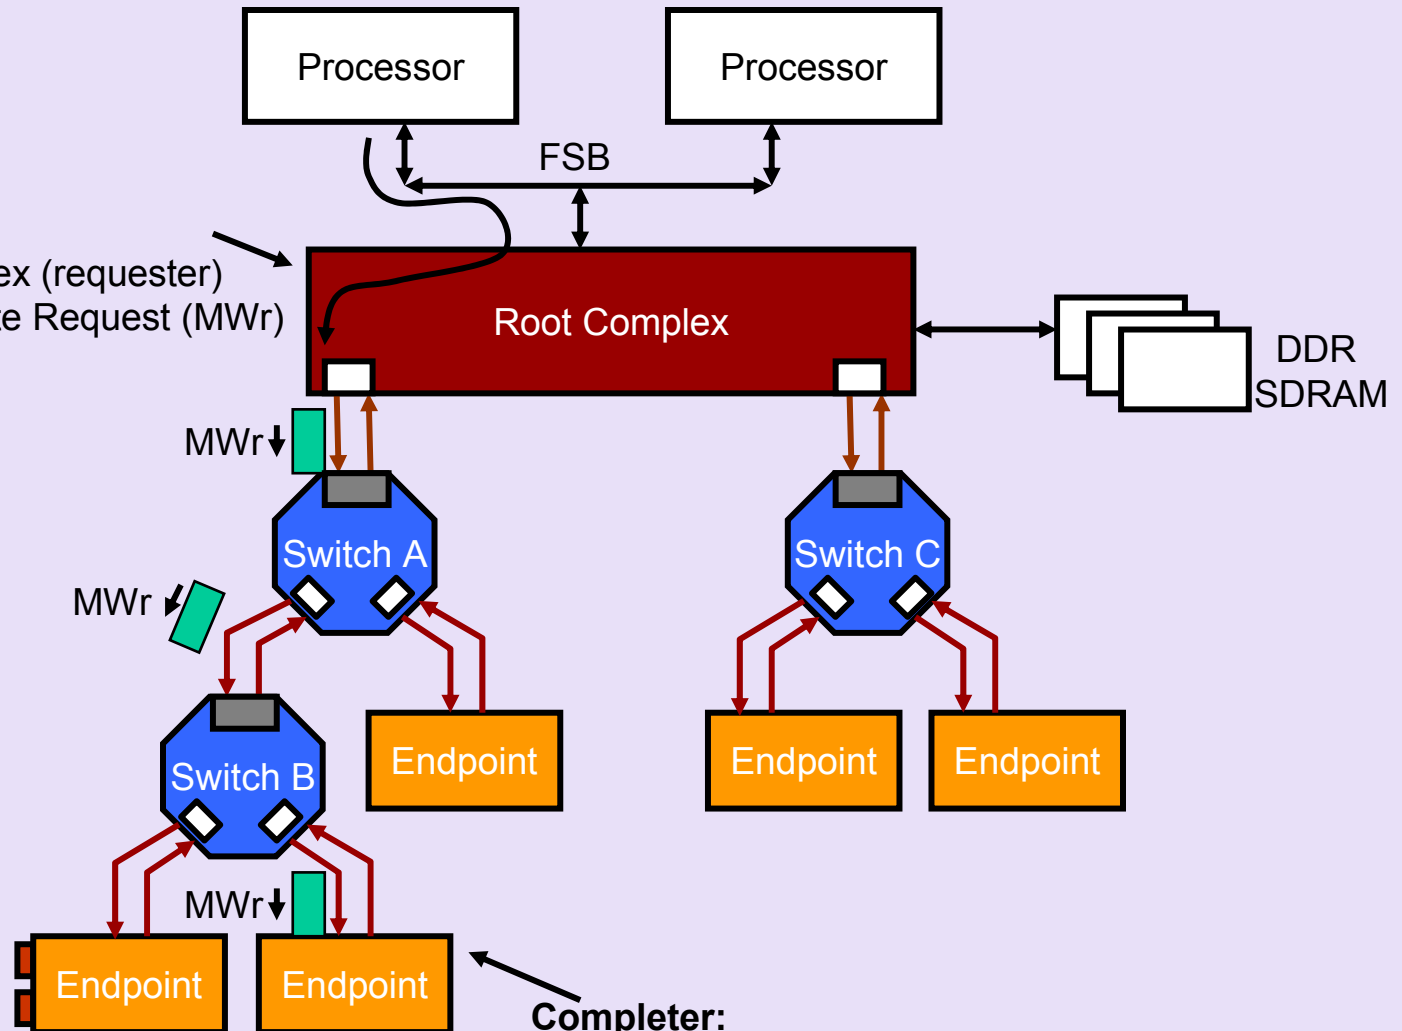 Processor
Processor
FSB
ex (requester)
te Request (MWr)
Root Complex
DDR
SDRAM
MWr
Switch A
Switch C
MWr
Endpoint
Endpoint
Endpoint
Switch B
MWr
Endpoint
Endpoint
Completer: